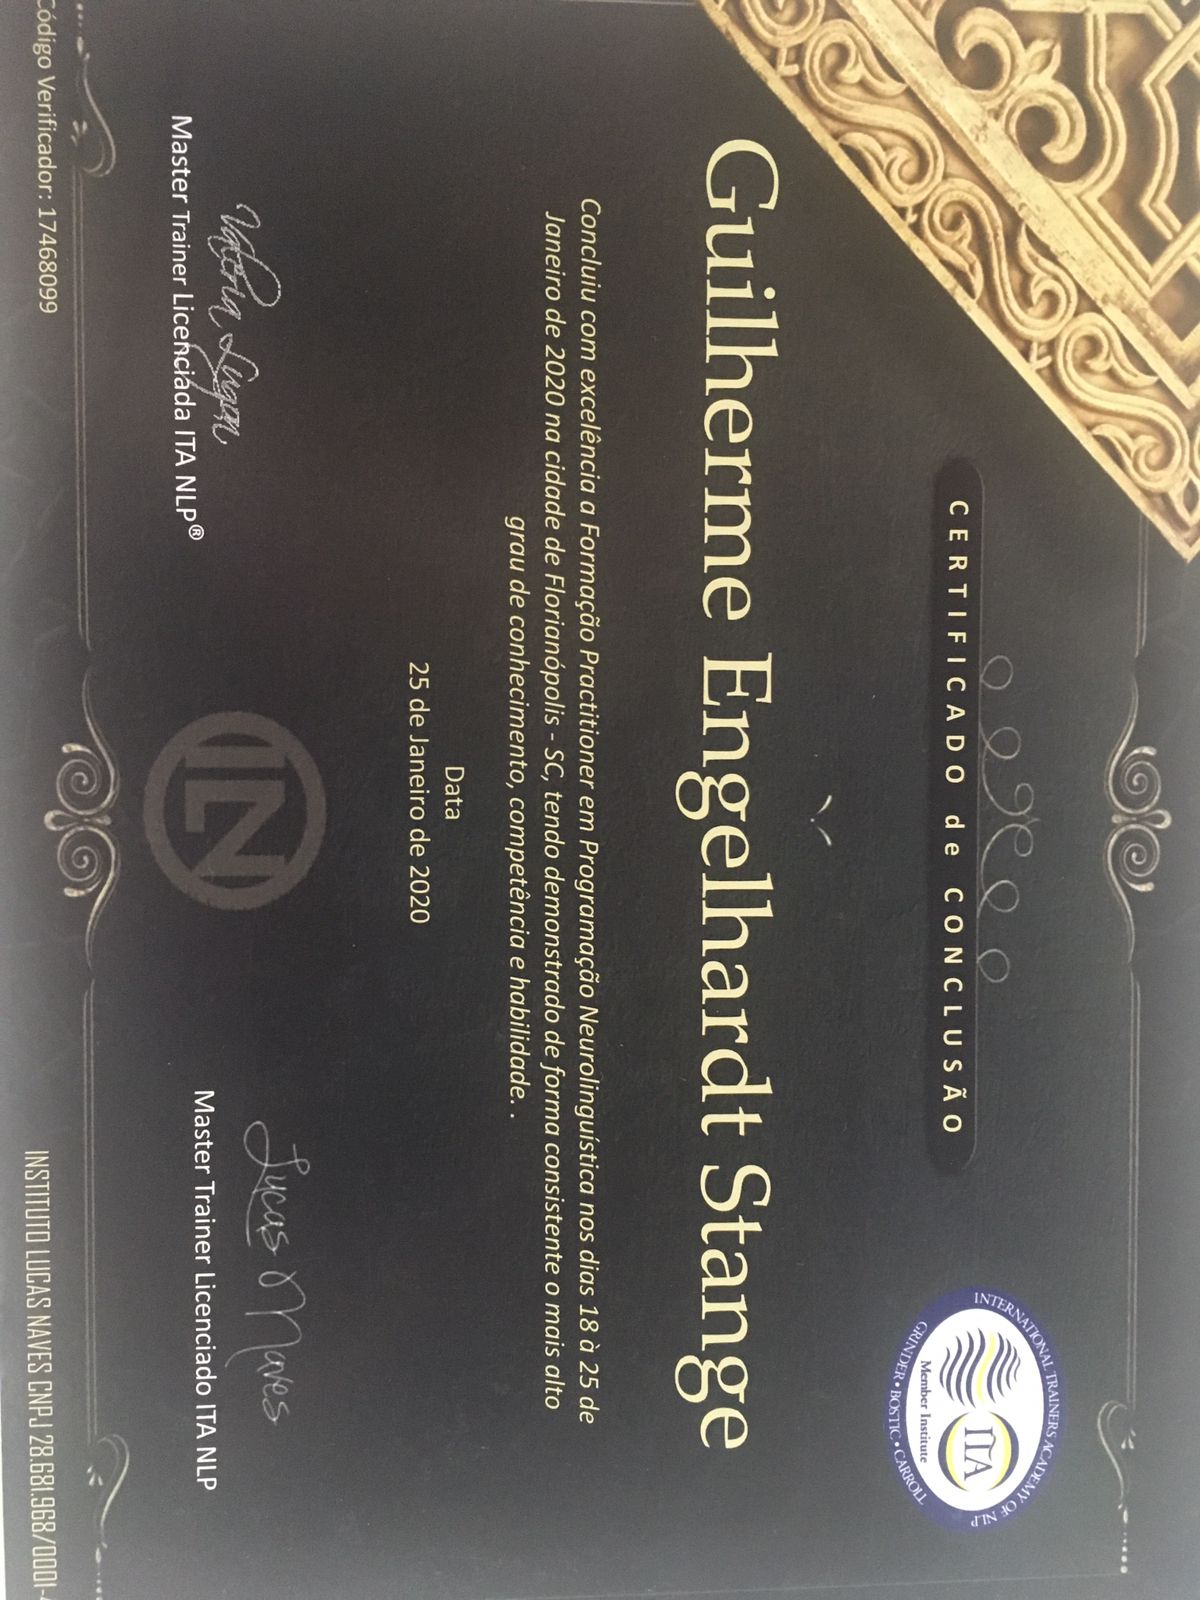 CERTIFICADO de CONCLUSÃO
INTERNATIONAL TRAINERS ACADEMY OF NLP
ITA
Member Institute
GRINDER • BOSTIC • CARROLL
Guilherme Engelhardt Stange
Concluiu com excelência a Formação Practitioner em Programação Neurolinguística nos dias 18 à 25 de
Janeiro de 2020 na cidade de Florianópolis - SC, tendo demonstrado de forma consistente o mais alto
grau de conhecimento, competência e habilidade. .
Data
25 de Janeiro de 2020
Valéria Lugon
Master Trainer Licenciada ITA NLP®
LN
Lucas Naves
Master Trainer Licenciado ITA NLP
Código Verificador: 17468099
INSTITUTO LUCAS NAVES CNPJ 28.681.968/0001-